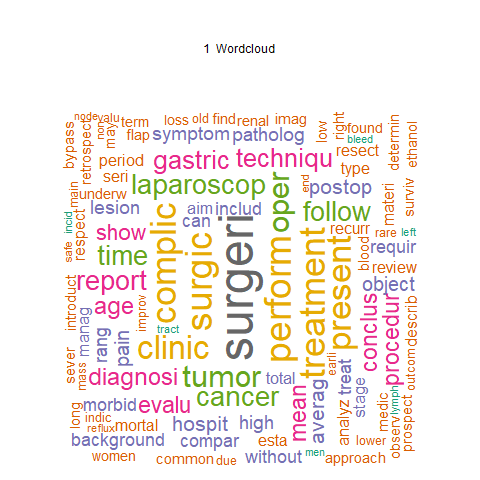 1 Wordcloud
node
valu
term
loss
old
find
renal
imag
low
right
found
bleed
determin
ethanol
bypass
retrospect
non
may
flap
symptom
patholog
resect
period
gastric
techniqu
type
seri
laparoscop
oper
end
postop
materi
surviv
main
underw
lesion
aim
includ
follow
recurr
rare
left
incid
respect
show
complic
surgic
can
surgeri
perform
treatment
present
blood
requir
safe
time
review
report
object
introduct
manag
age
improv
tract
conclus
procedur
describ
sever
mass
rang
pain
clinic
earli
outcom
diagnosi
tumor
total
averag
treat
stage
long
morbid
evalu
cancer
mean
analyz
medic
observ
lymph
prospect
indic
reflux
mortal
hospit
high
background
compar
esta
without
men
lower
women
common
due
approach